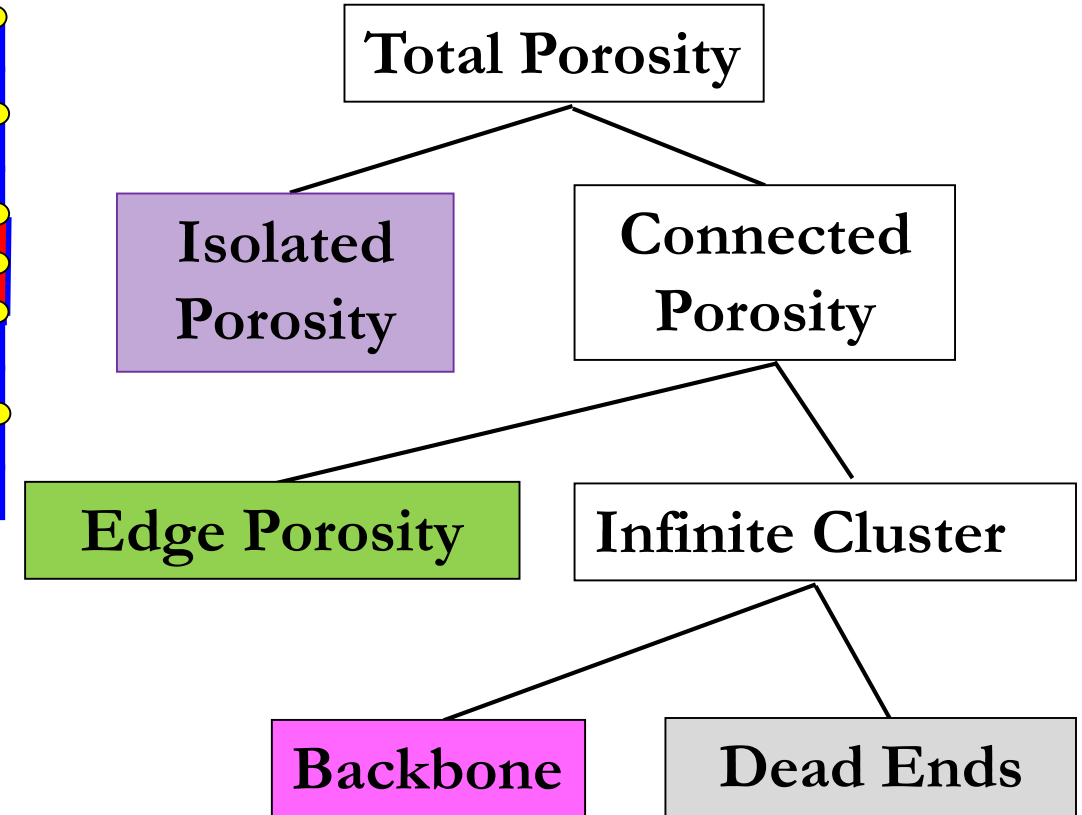 Total Porosity
Isolated
Porosity
Connected
Porosity
Edge Porosity
Infinite Cluster
Backbone
Dead Ends